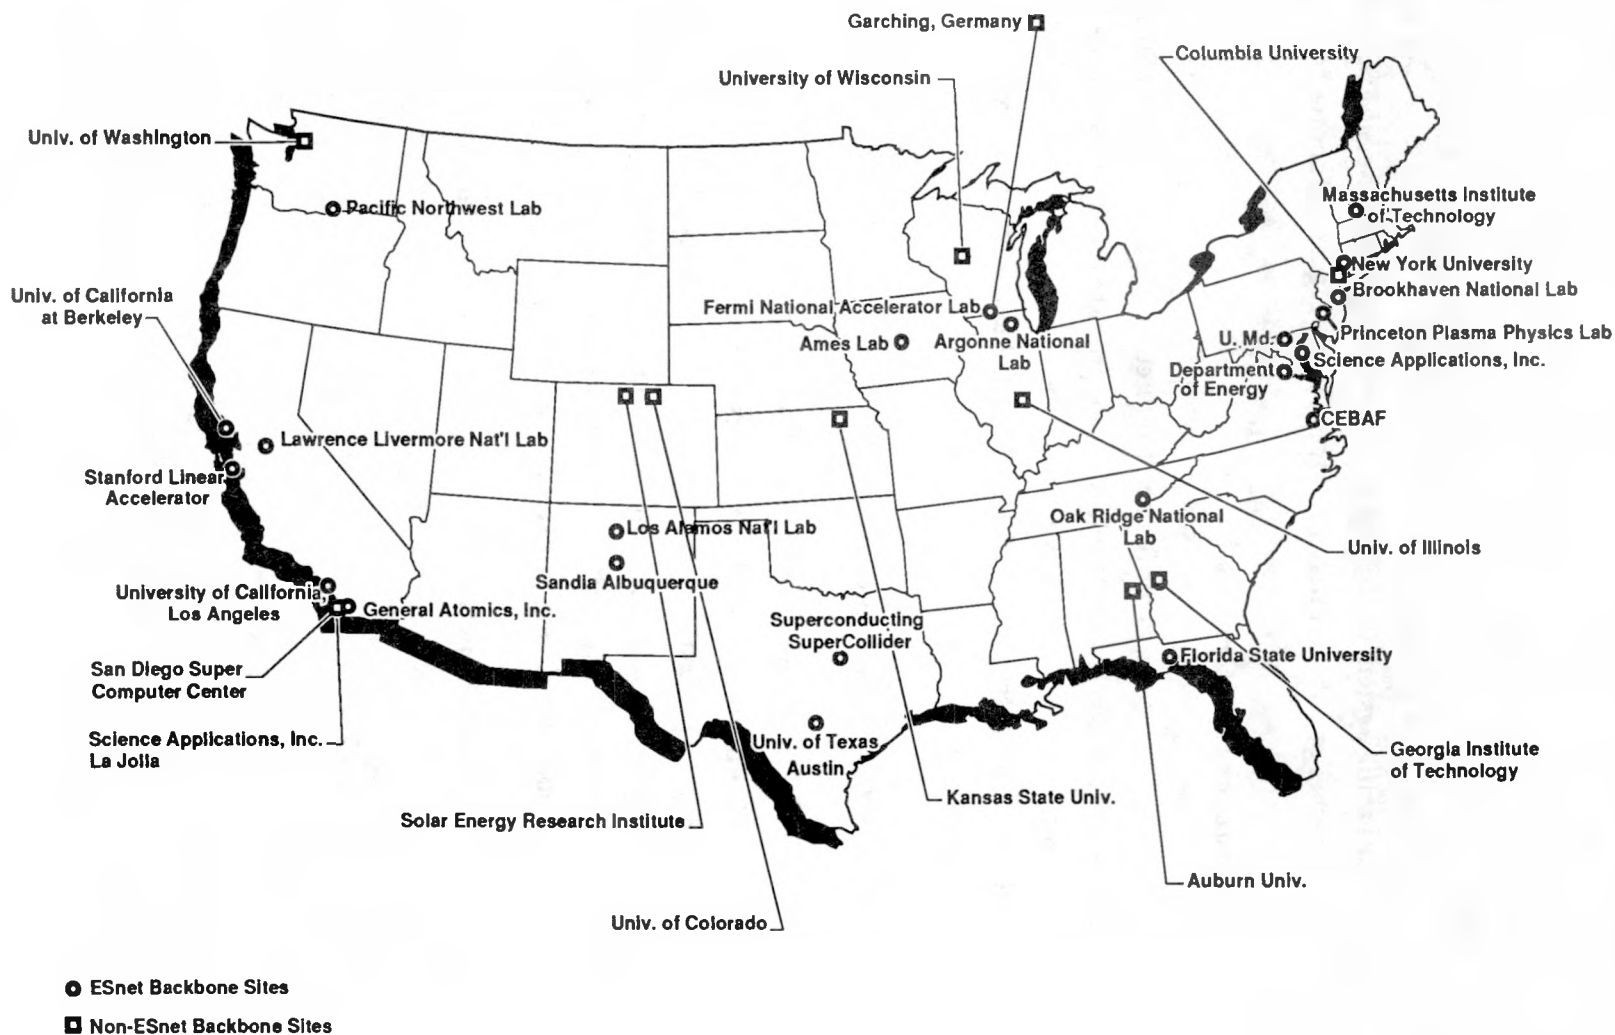 Garching, Germany
Columbia University
University of Wisconsin
Univ. of Washington
Pacific Northwest Lab
Massachusetts Institute
of Technology
New York University
Brookhaven National Lab
Univ. of California
at Berkeley
Fermi National Accelerator Lab
Ames Lab
Argonne National
Lab
U. Md.
Princeton Plasma Physics Lab
Science Applications, Inc.
Department
of Energy
CEBAF
Lawrence Livermore Nat'l Lab
Stanford Linear
Accelerator
Los Alamos Nat'l Lab
Oak Ridge National
Lab
Univ. of Illinois
Sandia Albuquerque
University of California,
Los Angeles
General Atomics, Inc.
Superconducting
SuperCollider
Florida State University
San Diego Super
Computer Center
Science Applications, Inc.
La Jolla
Univ. of Texas
Austin
Georgia Institute
of Technology
Kansas State Univ.
Solar Energy Research Institute
Auburn Univ.
Univ. of Colorado
ESnet Backbone Sites
Non-ESnet Backbone Sites